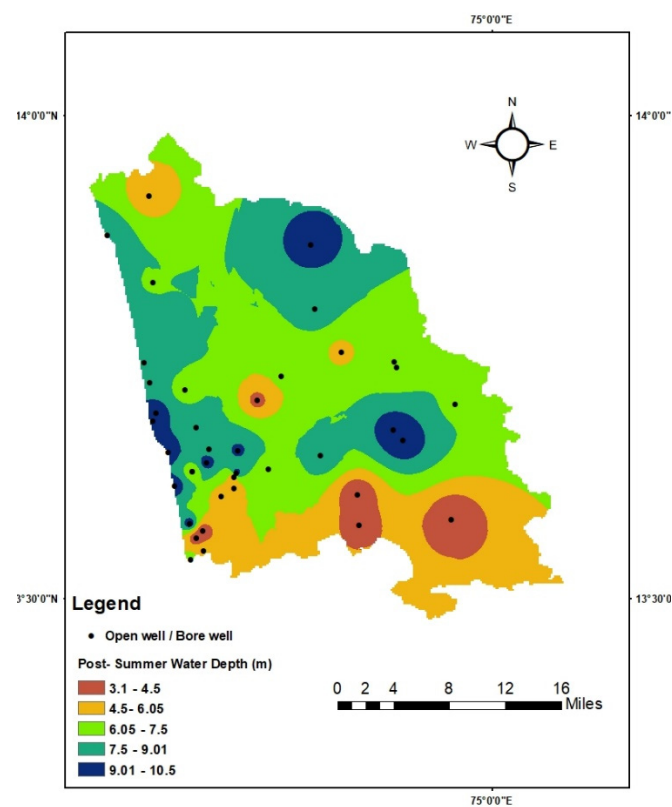 75°0'0"E
14°0'0"N
14°0'0"N
N
W E
S
13°30'0"N
13°30'0"N
Legend
Open well / Bore well
Post- Summer Water Depth (m)
3.1 - 4.5
4.5- 6.05
6.05 - 7.5
7.5 - 9.01
9.01 - 10.5
0 2 4 8 12 16
Miles
75°0'0"E